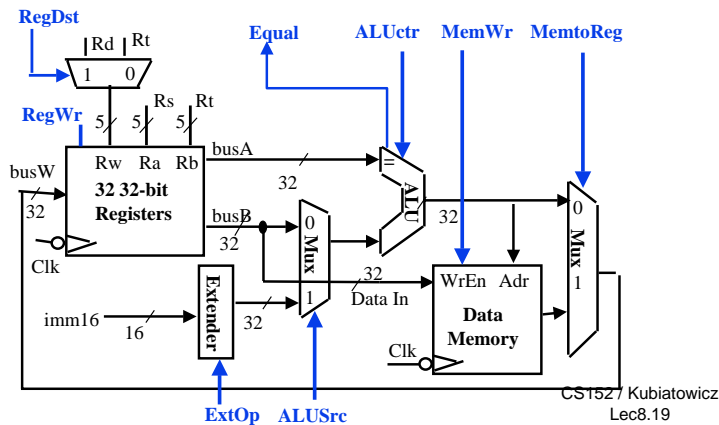 RegDst
Rd Rt
1 0
Equal
ALUctr
MemWr
MemtoReg
RegWr
Rs
Rt
5
5
5
busA
Rw Ra Rb
busW
32
32 32-bit
Registers
32
=
ALU
32
busB
32
0
Mux
1
0
Mux
1
Clk
32
Data In
WrEn Adr
Data
Memory
imm16
16
Extender
32
Clk
ExtOp
ALUSrc
CS152 / Kubiatowicz
Lec8.19